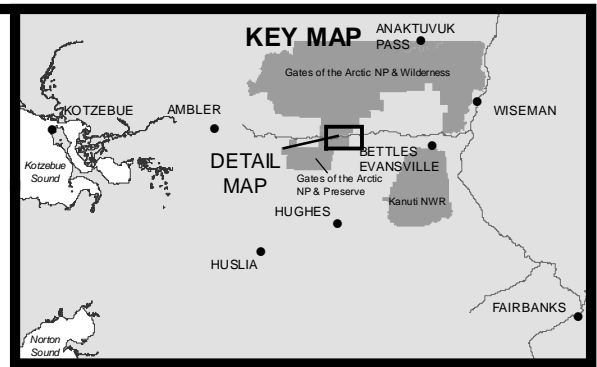 KEY MAP
ANAKTUVUK
PASS
Gates of the Arctic NP & Wilderness
KOTZEBUE
AMBLER
WISEMAN
Kotzebue
Sound
DETAIL
MAP
BETTLES
EVANSVILLE
Gates of the Arctic
NP & Preserve
Kanuti NWR
HUGHES
HUSLIA
FAIRBANKS
Norton
Sound